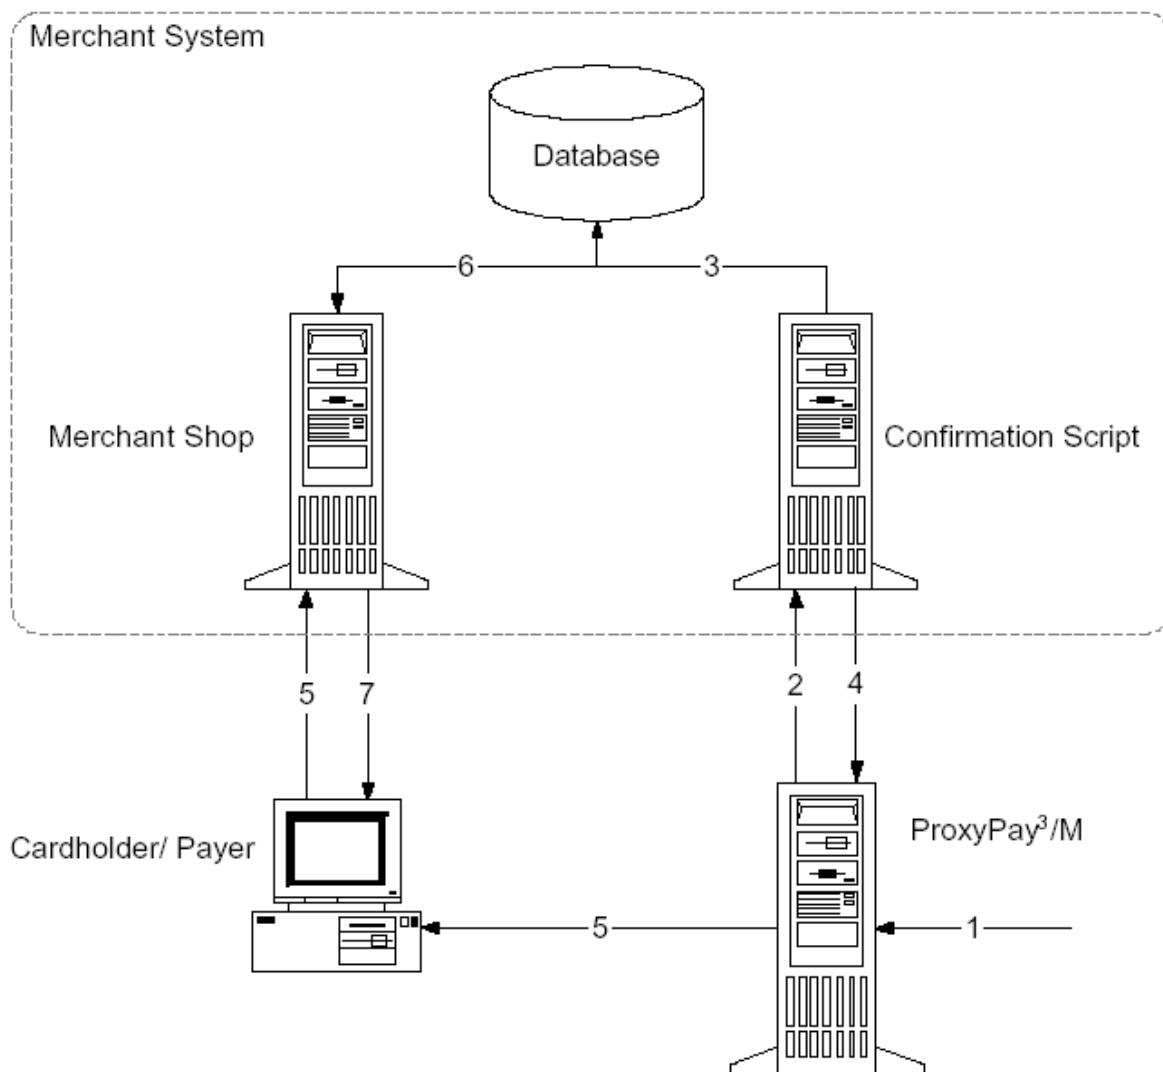 Merchant System
Database
6
3
Merchant Shop
Confirmation Script
5
7
2
4
Cardholder/ Payer
ProxyPay³/M
5
1